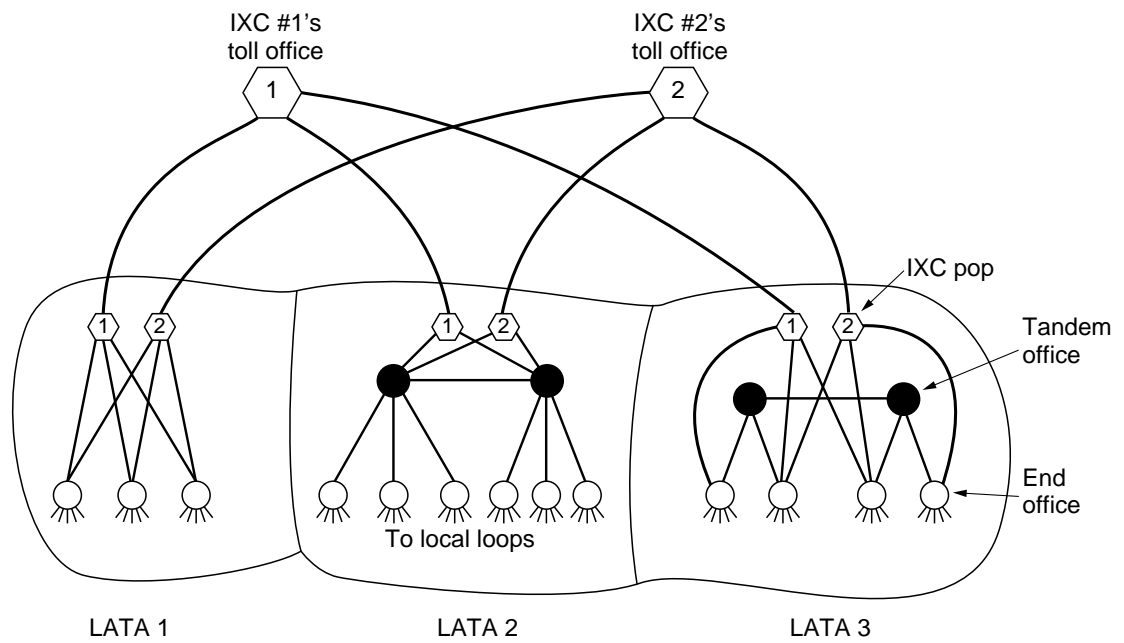 IXC #1's
toll office
IXC #2's
toll office
1
2
IXC pop
1
2
1
2
1
2
Tandem
office
End
office
To local loops
LATA 1
LATA 2
LATA 3